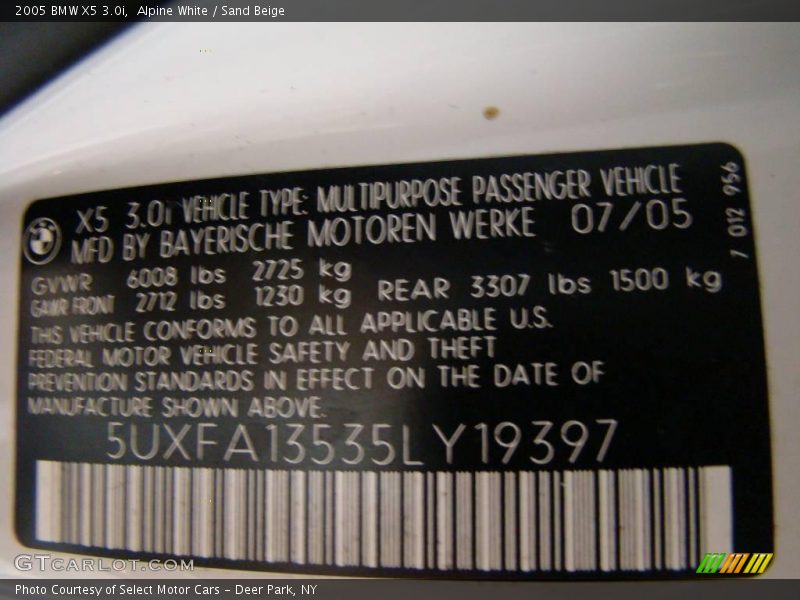 2005 BMW X5 3.0i, Alpine White / Sand Beige
X5 3.0i VEHICLE TYPE: MULTIPURPOSE PASSENGER VEHICLE
MFD BY BAYERISCHE MOTOREN WERKE 07/05
7 012 956
GVWR 6008 lbs 2725 kg
GAWR FRONT 2712 lbs 1230 kg REAR 3307 lbs 1500 kg
THIS VEHICLE CONFORMS TO ALL APPLICABLE U.S.
FEDERAL MOTOR VEHICLE SAFETY AND THEFT
PREVENTION STANDARDS IN EFFECT ON THE DATE OF
MANUFACTURE SHOWN ABOVE.
5UXFA13535LY19397
GTCARLOT.COM
Photo Courtesy of Select Motor Cars - Deer Park, NY